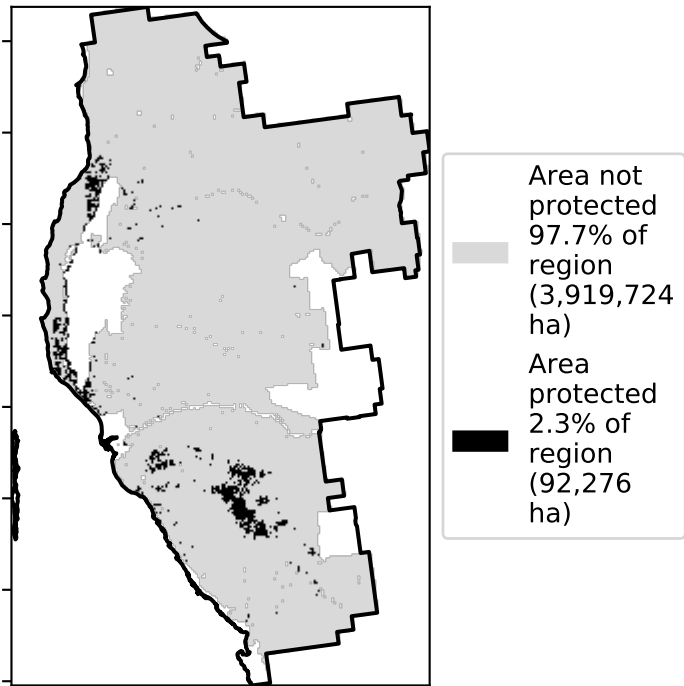 Area not
protected
97.7% of
region
(3,919,724
ha)
Area
protected
2.3% of
region
(92,276
ha)